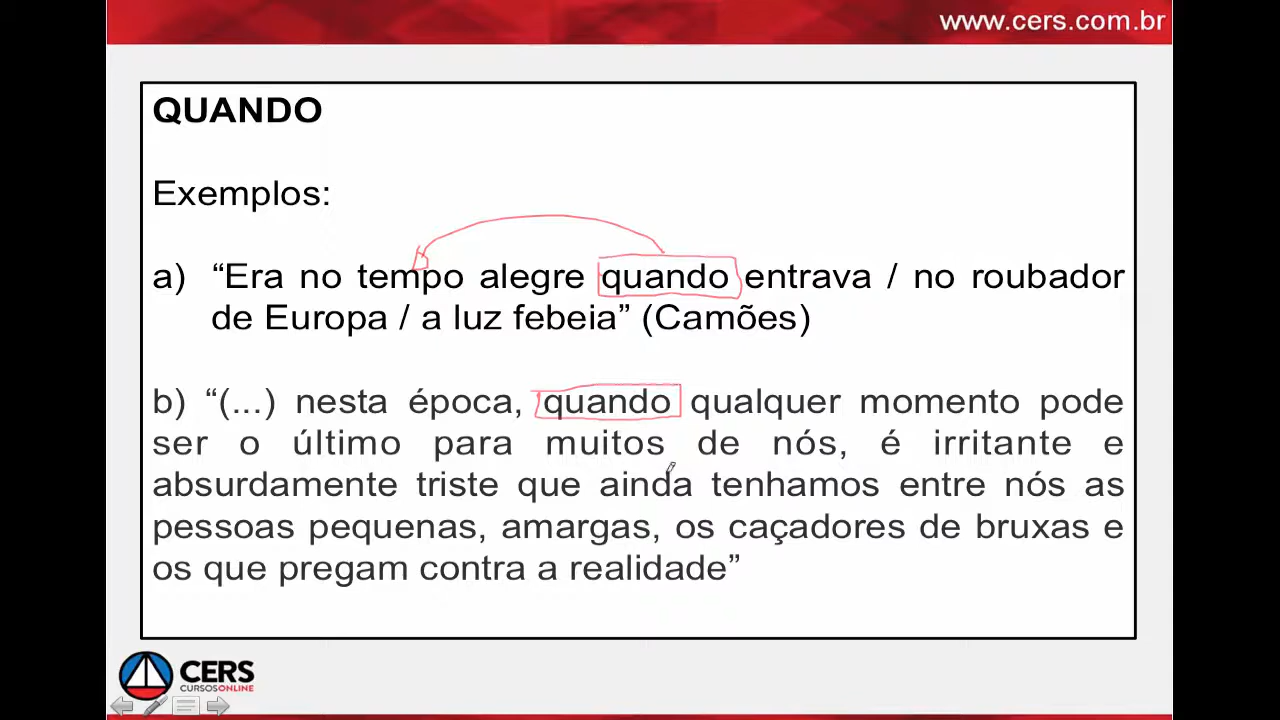 www.cers.com.br
QUANDO
Exemplos:
a) “Era no tempo alegre quando entrava / no roubador
de Europa / a luz febeia” (Camões)
b) “(...) nesta época, quando qualquer momento pode
ser o último para muitos de nós, é irritante e
absurdamente triste que ainda tenhamos entre nós as
pessoas pequenas, amargas, os caçadores de bruxas e
os que pregam contra a realidade”
CERS
CURSOSONLINE